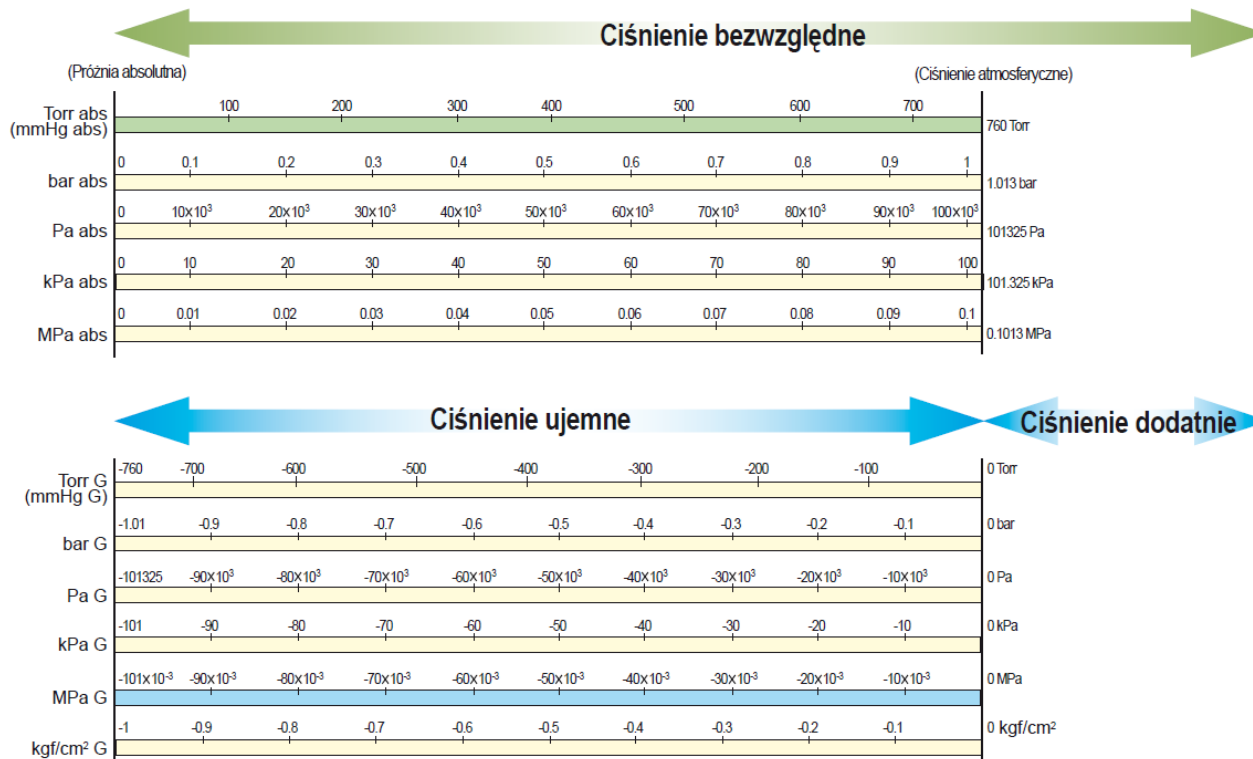 Ciśnienie bezwzględne
(Próżnia absolutna) (Ciśnienie atmosferyczne)
Torr abs 100 200 300 400 500 600 700
(mmHg abs) 760 Torr
0 0.1 0.2 0.3 0.4 0.5 0.6 0.7 0.8 0.9 1
bar abs 1.013 bar
0 10×10³ 20×10³ 30×10³ 40×10³ 50×10³ 60×10³ 70×10³ 80×10³ 90×10³ 100×10³
Pa abs 101325 Pa
0 10 20 30 40 50 60 70 80 90 100
kPa abs 101.325 kPa
0 0.01 0.02 0.03 0.04 0.05 0.06 0.07 0.08 0.09 0.1
MPa abs 0.1013 MPa
Ciśnienie ujemne Ciśnienie dodatnie
-760 -700 -600 -500 -400 -300 -200 -100 0 Torr
Torr G
(mmHg G)
-1.01 -0.9 -0.8 -0.7 -0.6 -0.5 -0.4 -0.3 -0.2 -0.1 0 bar
bar G
-101325 -90×10³ -80×10³ -70×10³ -60×10³ -50×10³ -40×10³ -30×10³ -20×10³ -10×10³ 0 Pa
Pa G
-101 -90 -80 -70 -60 -50 -40 -30 -20 -10 0 kPa
kPa G
-101×10⁻³ -90×10⁻³ -80×10⁻³ -70×10⁻³ -60×10⁻³ -50×10⁻³ -40×10⁻³ -30×10⁻³ -20×10⁻³ -10×10⁻³ 0 MPa
MPa G
-1 -0.9 -0.8 -0.7 -0.6 -0.5 -0.4 -0.3 -0.2 -0.1 0 kgf/cm²
kgf/cm² G